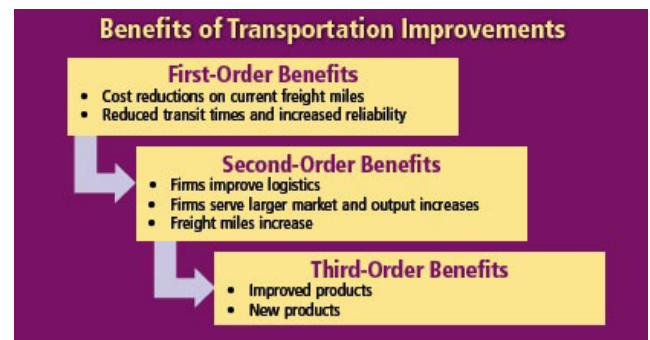 Benefits of Transportation Improvements
First-Order Benefits
• Cost reductions on current freight miles
• Reduced transit times and increased reliability
Second-Order Benefits
• Firms improve logistics
• Firms serve larger market and output increases
• Freight miles increase
Third-Order Benefits
• Improved products
• New products